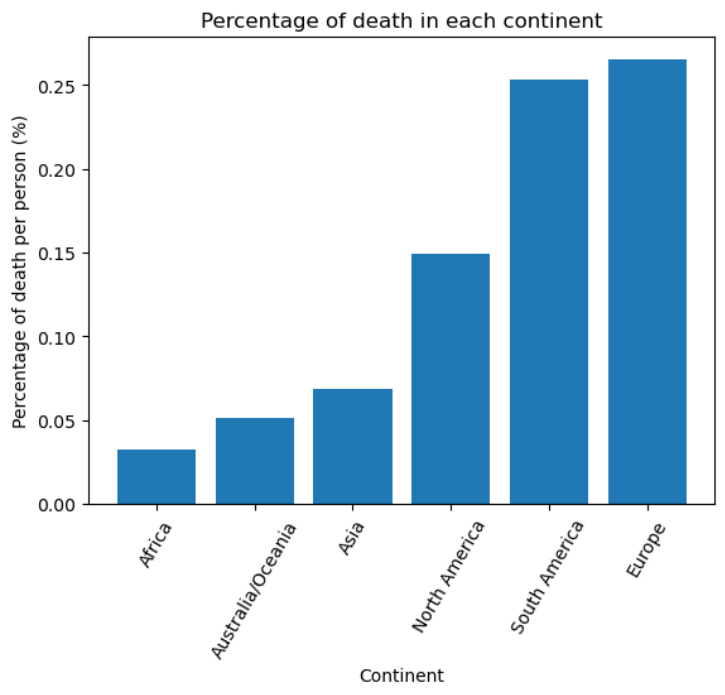 Percentage of death in each continent
Percentage of death per person (%)
0.25
0.20
0.15
0.10
0.05
0.00
Africa
Australia/Oceania
Asia
North America
South America
Europe
Continent